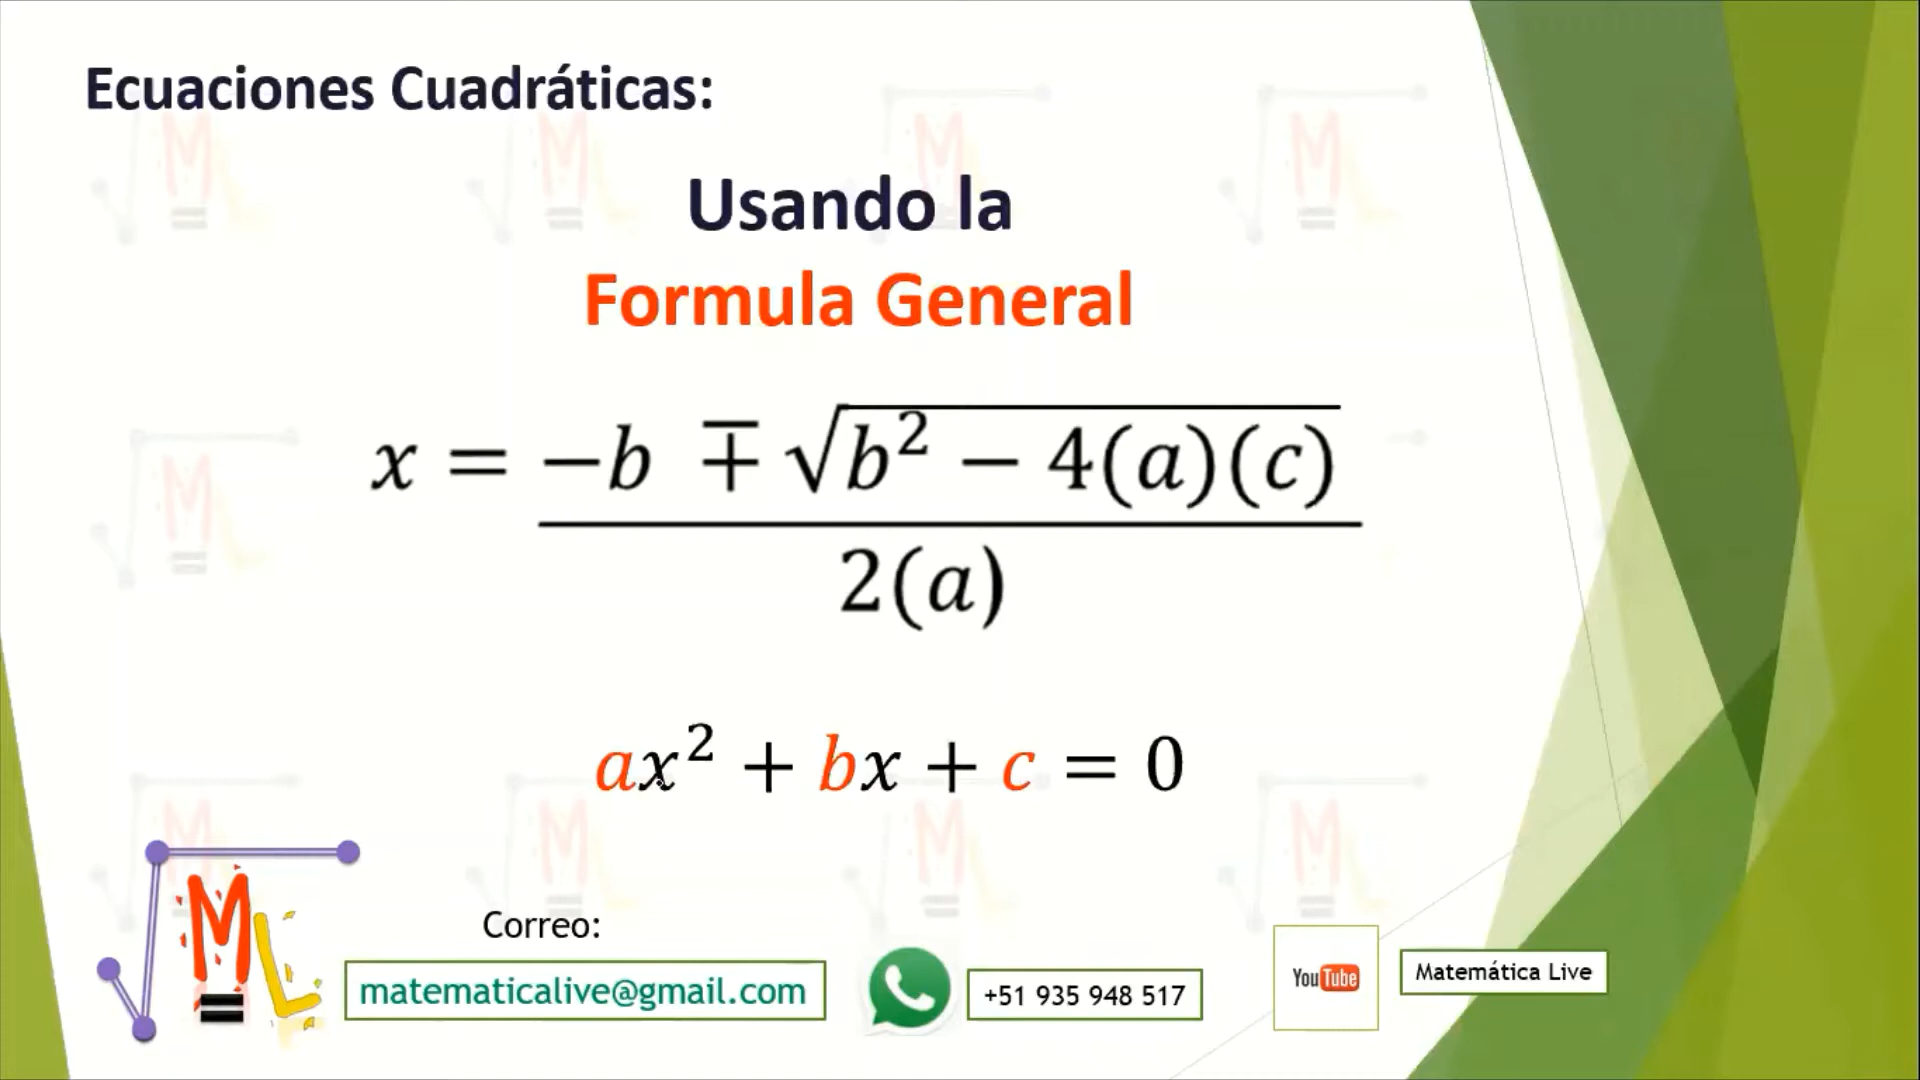 Ecuaciones Cuadráticas:
Usando la
Formula General
x = −b ∓ √b² − 4(a)(c)
2(a)
ax² + bx + c = 0
ML
=
Correo:
matematicalive@gmail.com
+51 935 948 517
YouTube
Matemática Live